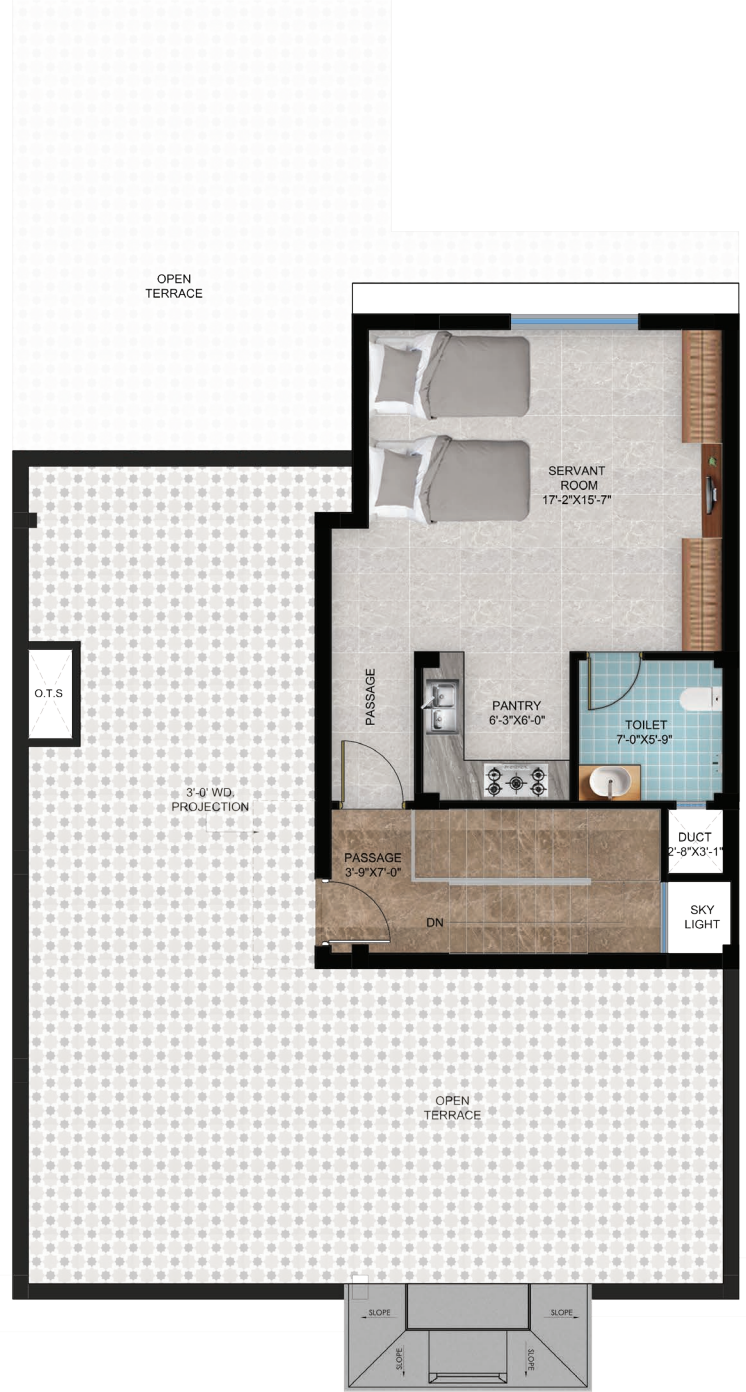 OPEN
TERRACE
SERVANT
ROOM
17'-2"X15'-7"
PASSAGE
O.T.S
PANTRY
6'-3"X6'-0"
TOILET
7'-0"X5'-9"
3'-0' WD.
PROJECTION
DUCT
2'-8"X3'-1"
PASSAGE
3'-9"X7'-0"
DN
SKY
LIGHT
OPEN
TERRACE
SLOPE
SLOPE
SLOPE
SLOPE